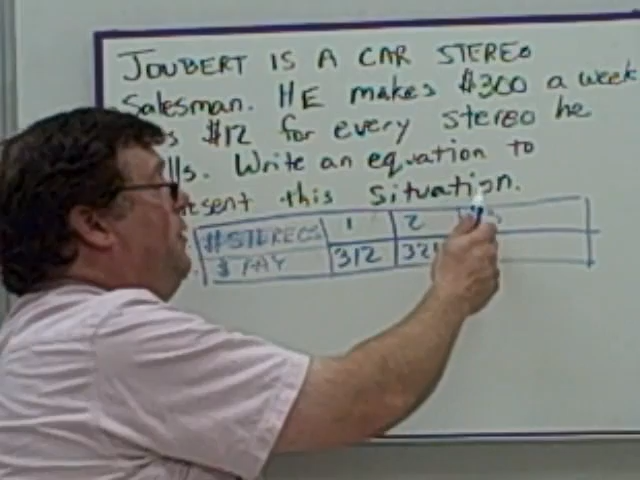 JOUBERT IS A CAR STEREO
Salesman. HE makes $300 a week
$12 for every stereo he
Write an equation to
this situation.
# STEREOS 1 2
$ PAY 312